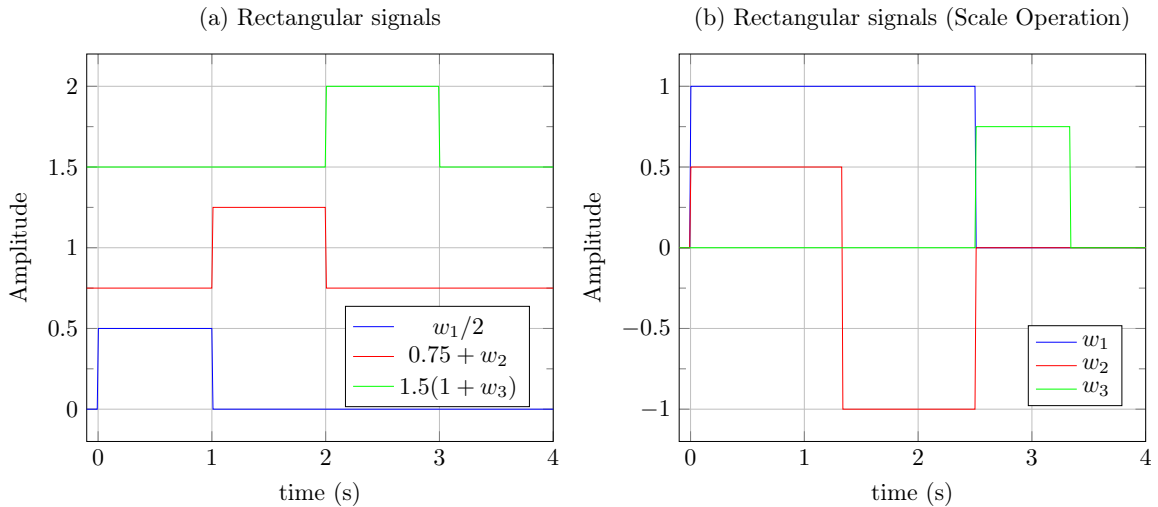 (a) Rectangular signals
Amplitude
2
1.5
1
0.5
0
w₁/2
0.75 + w₂
1.5(1 + w₃)
0 1 2 3 4
time (s)
(b) Rectangular signals (Scale Operation)
Amplitude
1
0.5
0
−0.5
−1
w₁
w₂
w₃
0 1 2 3 4
time (s)